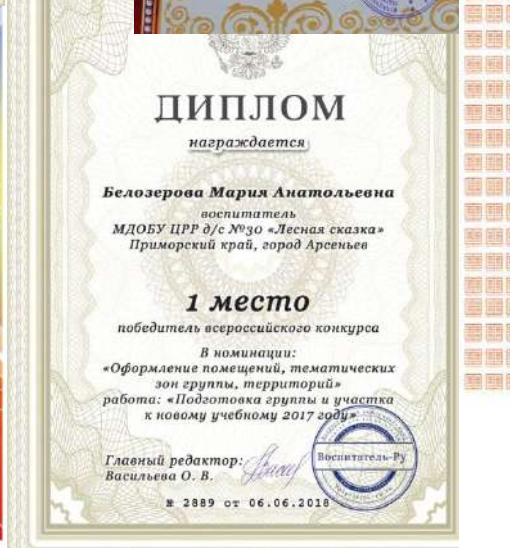 ДИПЛОМ
награждается
Белозерова Мария Анатольевна
воспитатель
МДОБУ ЦРР д/с №30 «Лесная сказка»
Приморский край, город Арсеньев
1 место
победитель всероссийского конкурса
В номинации:
«Оформление помещений, тематических
зон группы, территорий»
работа: «Подготовка группы и участка
к новому учебному 2017 году»
Главный редактор:
Васильева О. В.
Воспитатель-Ру
№ 2889 от 06.06.2018